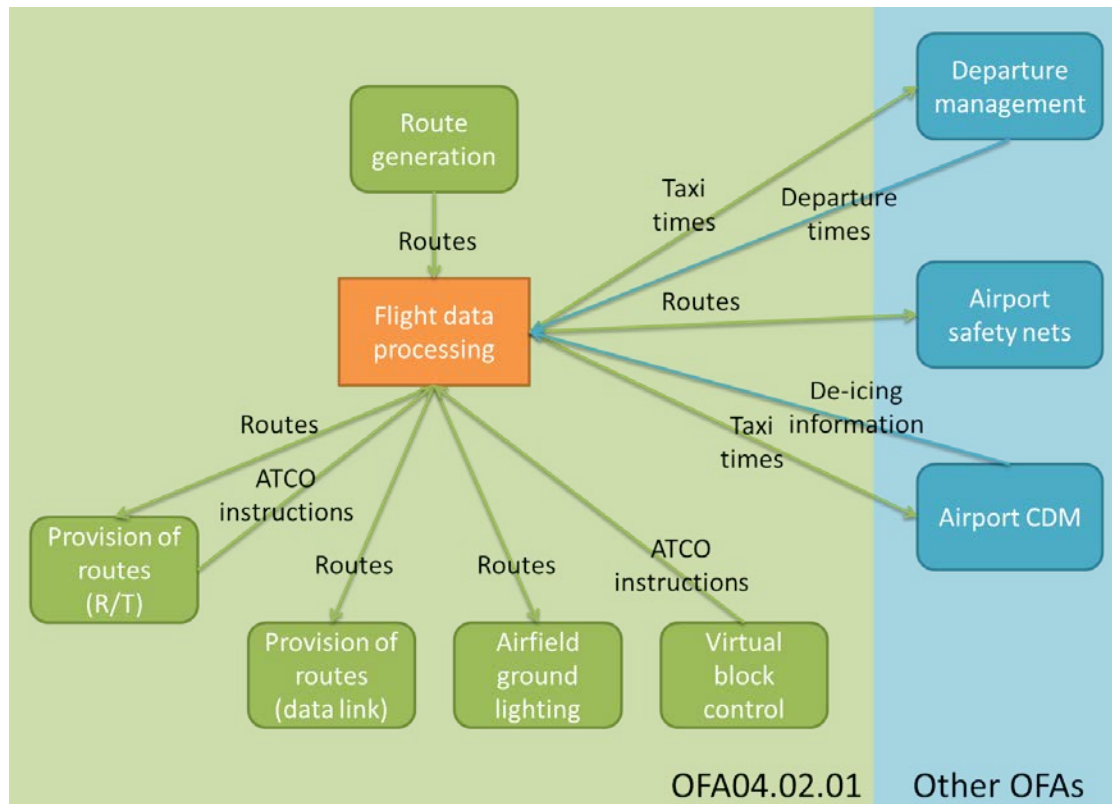 Departure
management
Route
generation
Taxi
times
Departure
times
Routes
Routes
Airport
safety nets
Flight data
processing
De-icing
information
Taxi
times
Routes
ATCO
instructions
Airport CDM
Provision of
routes
(R/T)
Routes
Routes
ATCO
instructions
Provision of
routes
(data link)
Airfield
ground
lighting
Virtual
block
control
OFA04.02.01
Other OFAs